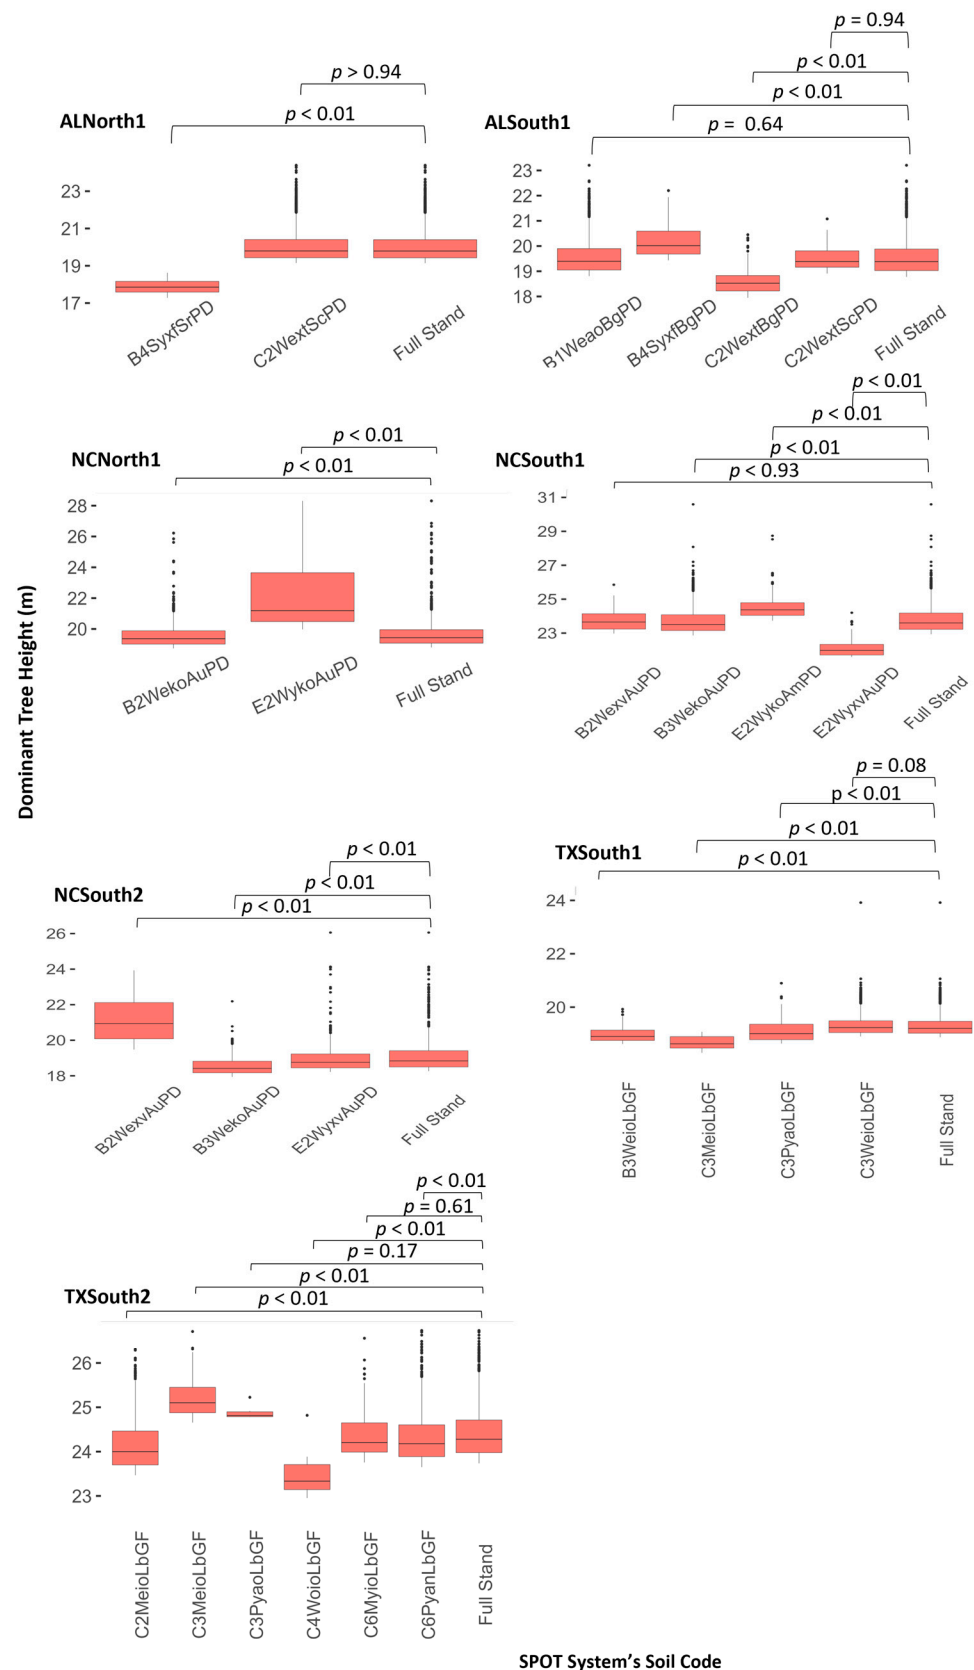 p = 0.94
p > 0.94
p < 0.01
ALNorth1
p < 0.01
p < 0.01
ALSouth1
p = 0.64
23
21
19
17
23
22
21
20
19
18
B4SyxfSrPD
C2WextScPD
Full Stand
B1WeaoBgPD
B4SyxfBgPD
C2WextBgPD
C2WextScPD
Full Stand
p < 0.01
p < 0.01
p < 0.01
NCNorth1
p < 0.01
NCSouth1
p < 0.01
p < 0.93
28
26
24
22
20
31
29
27
25
23
B2WekoAuPD
E2WykoAuPD
Full Stand
B2WexvAuPD
B3WekoAuPD
E2WykoAmPD
E2WyxvAuPD
Full Stand
Dominant Tree Height (m)
p = 0.08
p < 0.01
p < 0.01
TXSouth1
p < 0.01
p < 0.01
NCSouth2
p < 0.01
p < 0.01
26
24
22
20
18
24
22
20
B2WexvAuPD
B3WekoAuPD
E2WyxvAuPD
Full Stand
B3WeioLbGF
C3MeioLbGF
C3PyaoLbGF
C3WeioLbGF
Full Stand
p < 0.01
p = 0.61
p < 0.01
p = 0.17
p < 0.01
TXSouth2
p < 0.01
26
25
24
23
C2MeioLbGF
C3MeioLbGF
C3PyaoLbGF
C4WoioLbGF
C6MyioLbGF
C6PyanLbGF
Full Stand
SPOT System's Soil Code